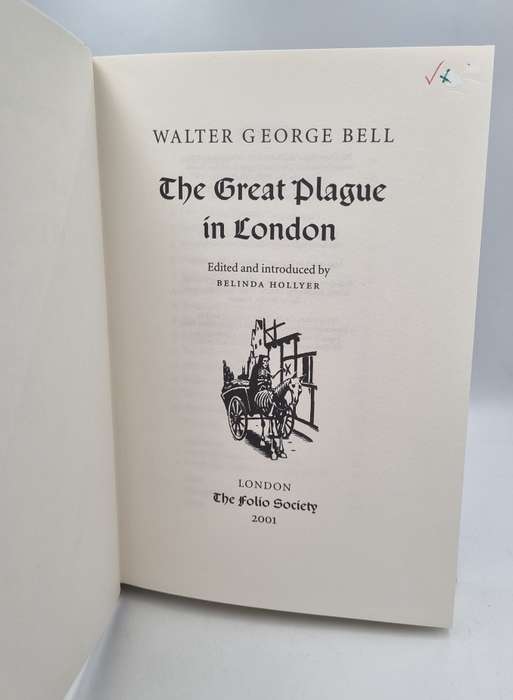 WALTER GEORGE BELL
The Great Plague
in London
Edited and introduced by
BELINDA HOLLYER
LONDON
The Folio Society
2001